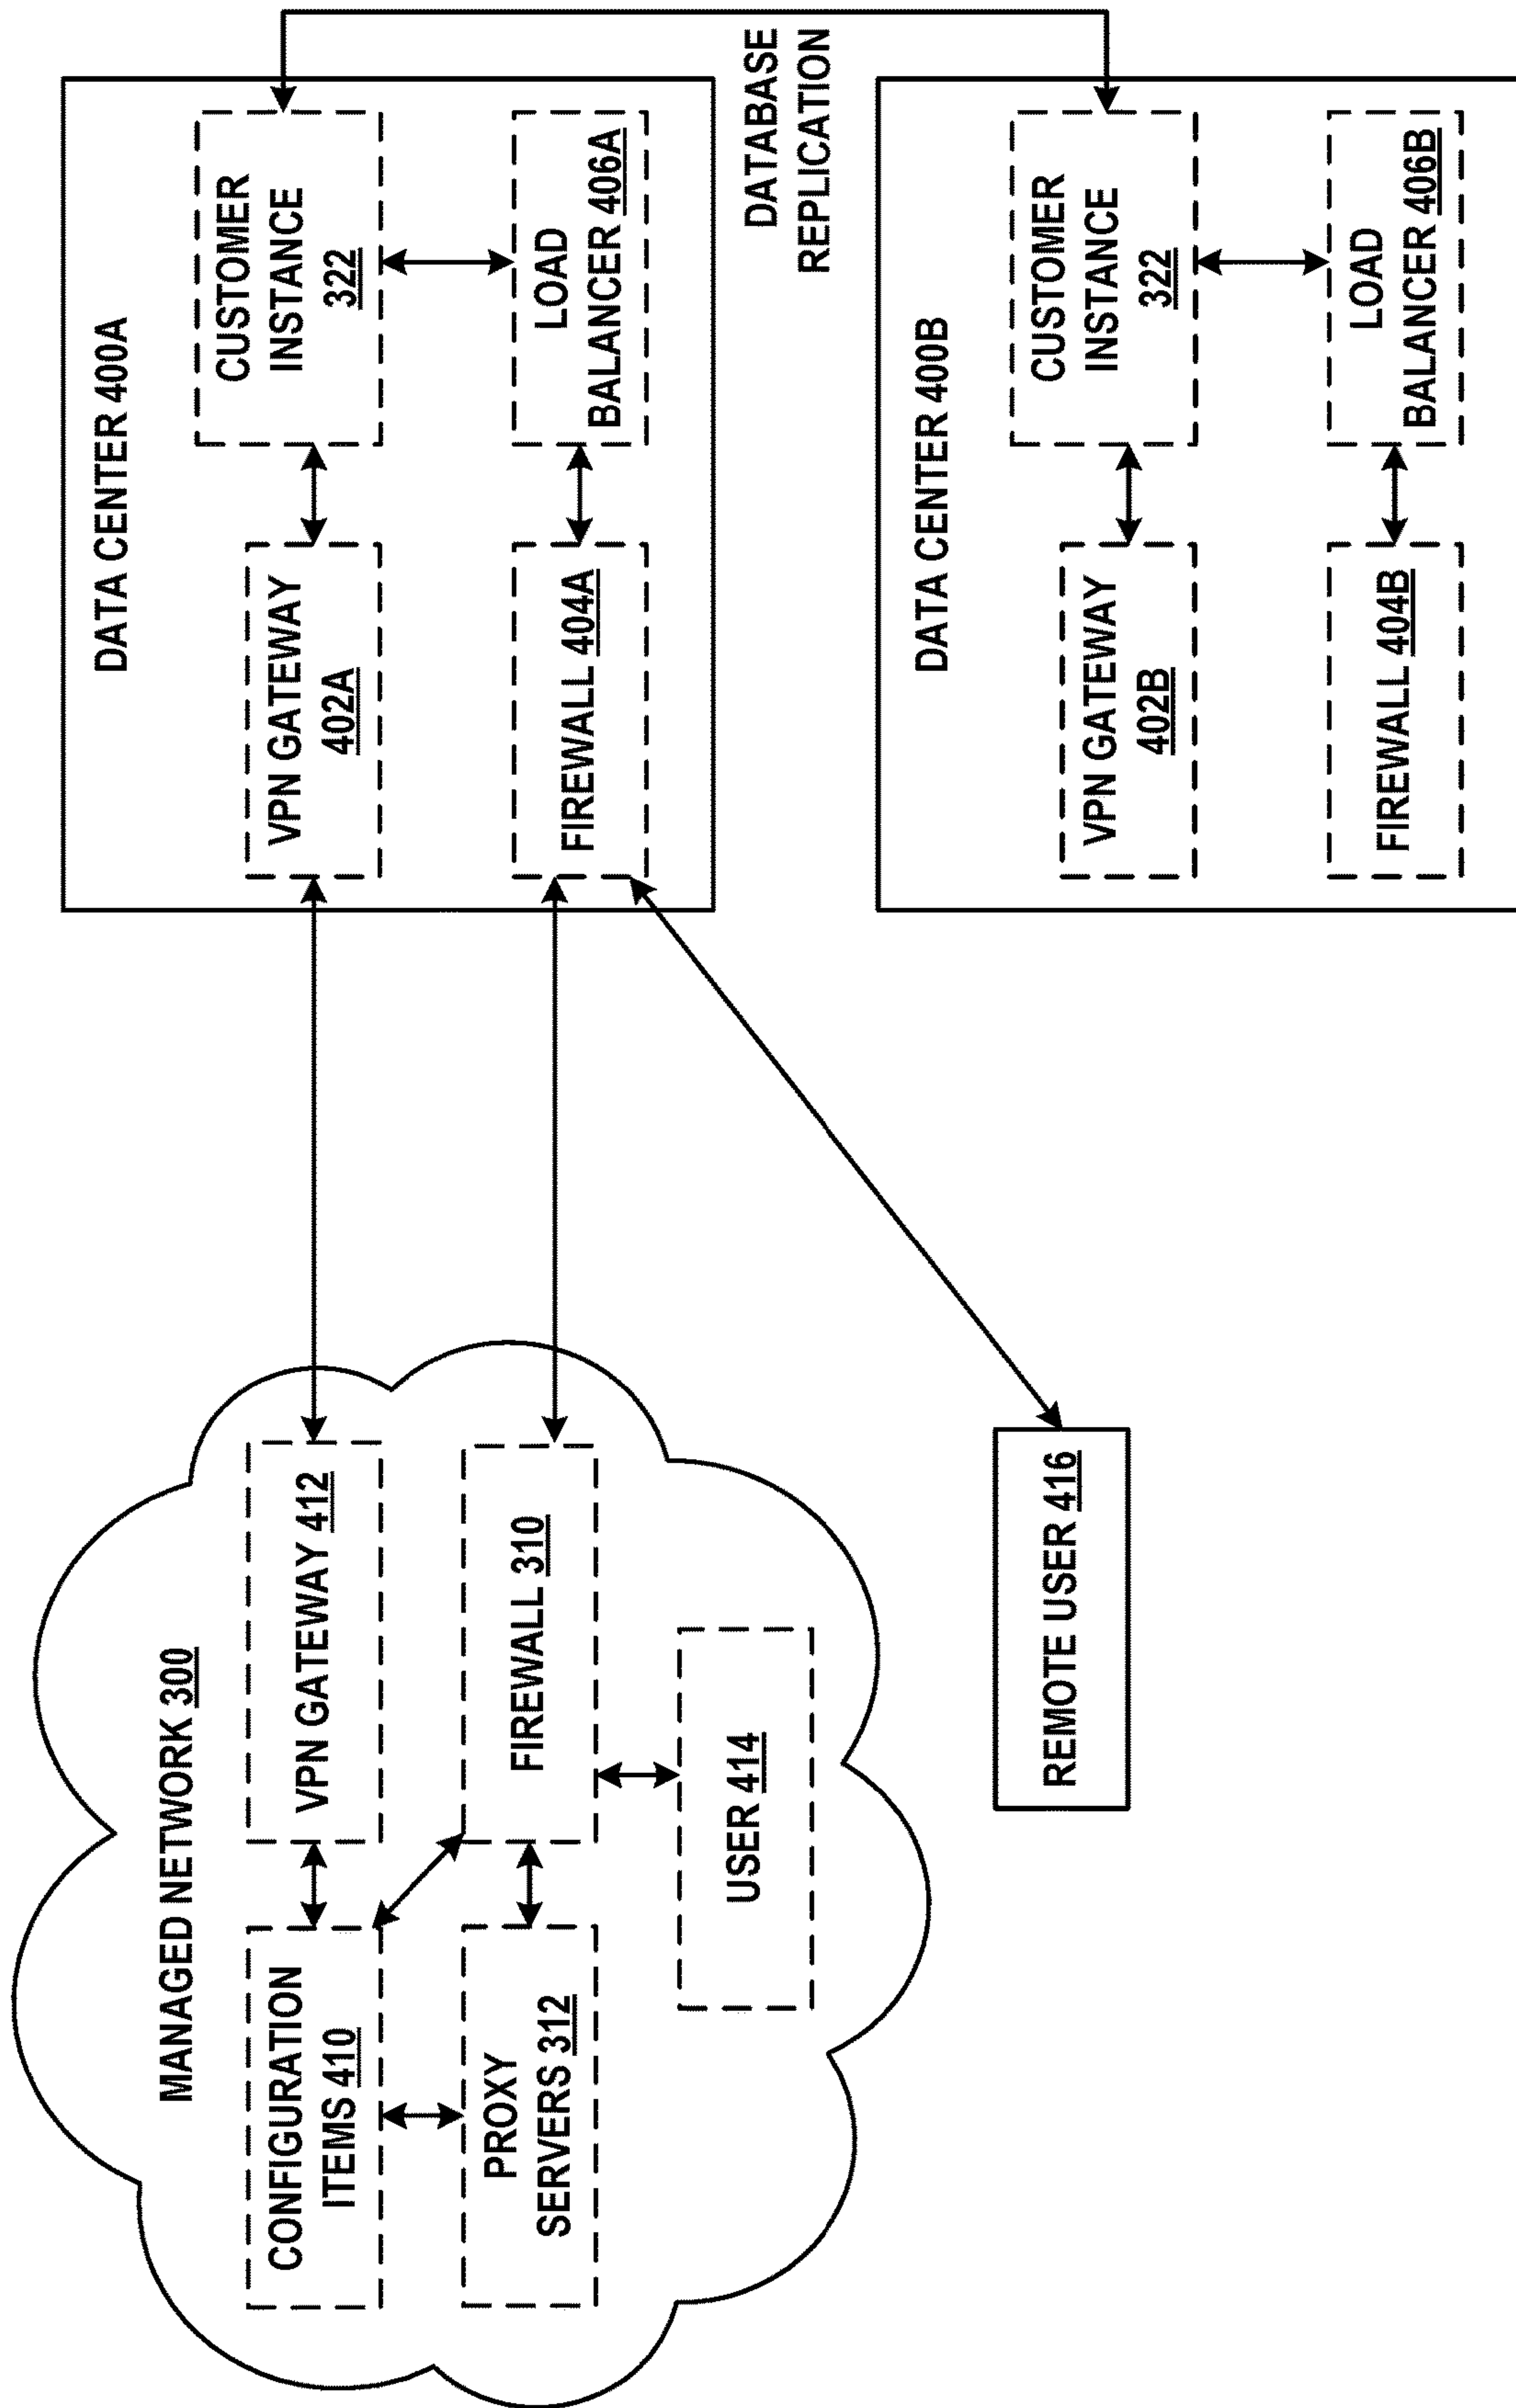 MANAGED NETWORK 300
CONFIGURATION
ITEMS 410
VPN GATEWAY 412
PROXY
SERVERS 312
FIREWALL 310
USER 414
REMOTE USER 416
DATA CENTER 400A
VPN GATEWAY
402A
CUSTOMER
INSTANCE
322
FIREWALL 404A
LOAD
BALANCER 406A
DATABASE
REPLICATION
DATA CENTER 400B
VPN GATEWAY
402B
CUSTOMER
INSTANCE
322
FIREWALL 404B
LOAD
BALANCER 406B